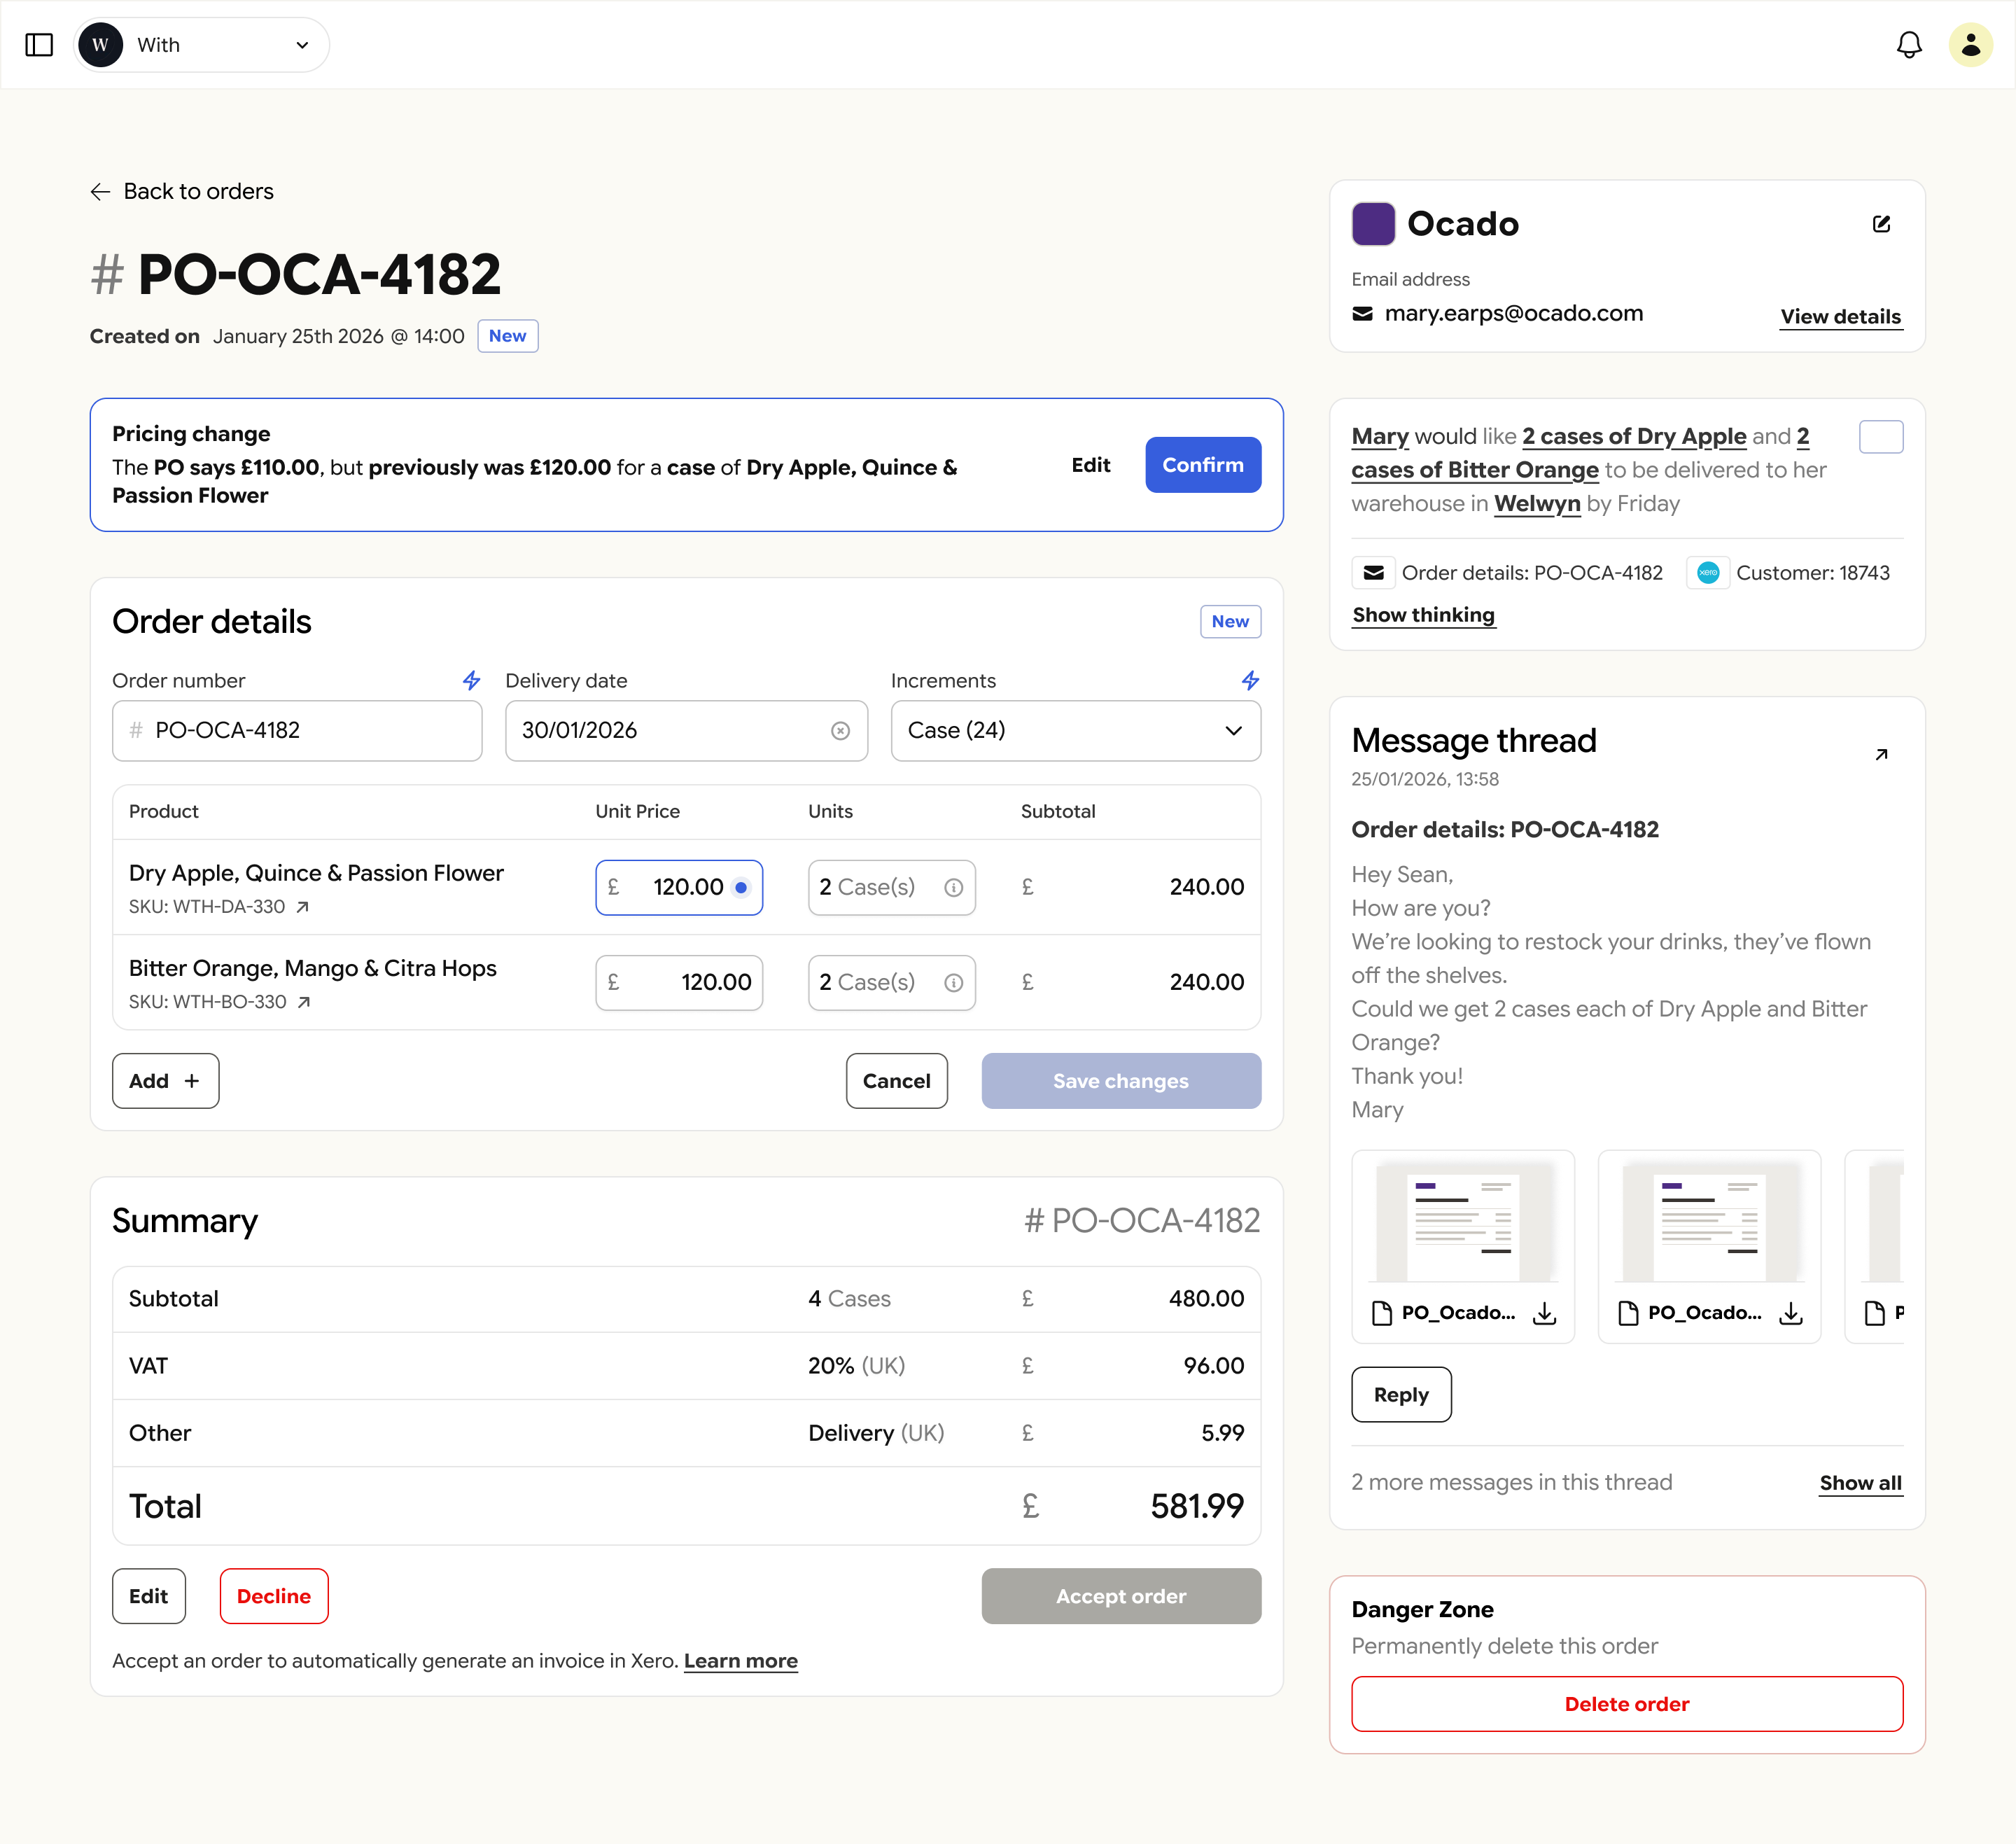 W With
Back to orders
# PO-OCA-4182
Created on January 25th 2026 @ 14:00 New
Pricing change
The PO says £110.00, but previously was £120.00 for a case of Dry Apple, Quince &
Passion Flower
Edit
Confirm
Order details
New
Order number
Delivery date
Increments
# PO-OCA-4182
30/01/2026
Case (24)
Product Unit Price Units Subtotal
Dry Apple, Quince & Passion Flower
SKU: WTH-DA-330
£ 120.00
2 Case(s)
£ 240.00
Bitter Orange, Mango & Citra Hops
SKU: WTH-BO-330
£ 120.00
2 Case(s)
£ 240.00
Add +
Cancel
Save changes
Summary
# PO-OCA-4182
Subtotal 4 Cases £ 480.00
VAT 20% (UK) £ 96.00
Other Delivery (UK) £ 5.99
Total £ 581.99
Edit
Decline
Accept order
Accept an order to automatically generate an invoice in Xero. Learn more
Ocado
Email address
mary.earps@ocado.com
View details
Mary would like 2 cases of Dry Apple and 2
cases of Bitter Orange to be delivered to her
warehouse in Welwyn by Friday
Order details: PO-OCA-4182
xero Customer: 18743
Show thinking
Message thread
25/01/2026, 13:58
Order details: PO-OCA-4182
Hey Sean,
How are you?
We’re looking to restock your drinks, they’ve flown
off the shelves.
Could we get 2 cases each of Dry Apple and Bitter
Orange?
Thank you!
Mary
PO_Ocado...
PO_Ocado...
Reply
2 more messages in this thread
Show all
Danger Zone
Permanently delete this order
Delete order